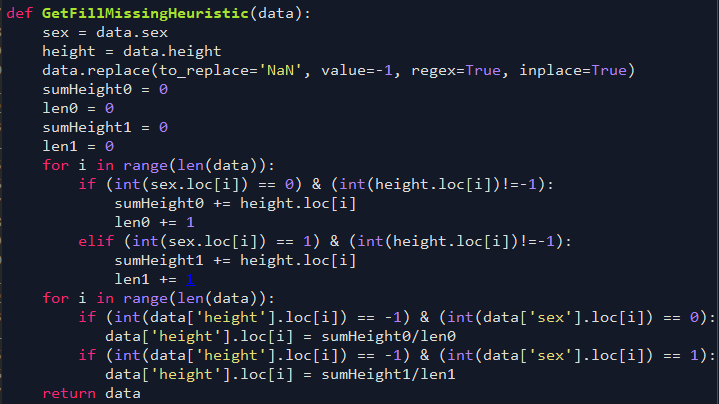 def GetFillMissingHeuristic(data):
    sex = data.sex
    height = data.height
    data.replace(to_replace='NaN', value=-1, regex=True, inplace=True)
    sumHeight0 = 0
    len0 = 0
    sumHeight1 = 0
    len1 = 0
    for i in range(len(data)):
        if (int(sex.loc[i]) == 0) & (int(height.loc[i])!=-1):
            sumHeight0 += height.loc[i]
            len0 += 1
        elif (int(sex.loc[i]) == 1) & (int(height.loc[i])!=-1):
            sumHeight1 += height.loc[i]
            len1 += 1
    for i in range(len(data)):
        if (int(data['height'].loc[i]) == -1) & (int(data['sex'].loc[i]) == 0):
           data['height'].loc[i] = sumHeight0/len0
        if (int(data['height'].loc[i]) == -1) & (int(data['sex'].loc[i]) == 1):
           data['height'].loc[i] = sumHeight1/len1
    return data